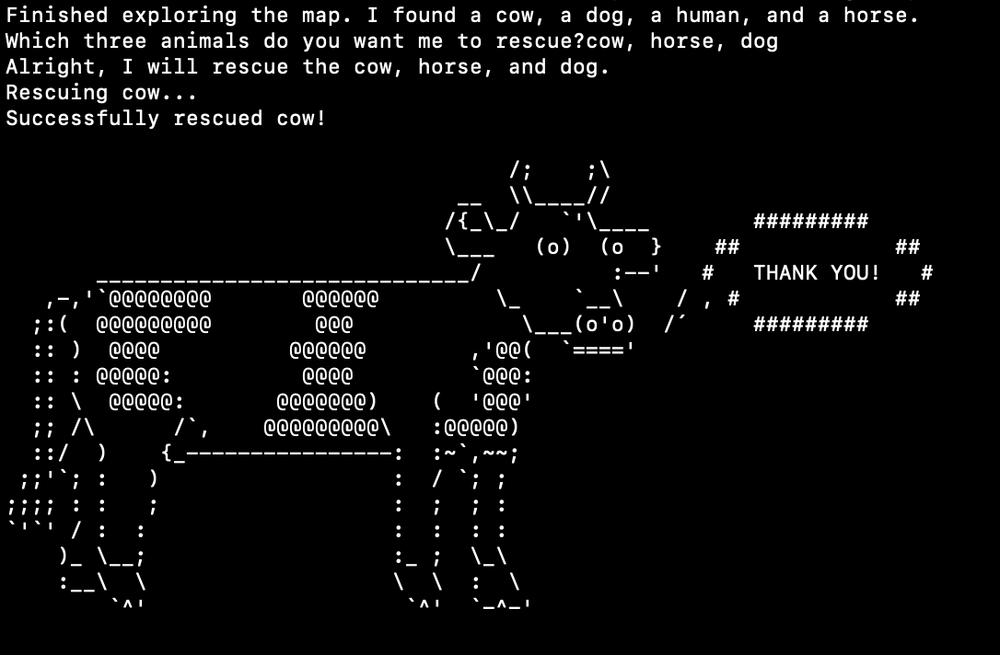 Finished exploring the map. I found a cow, a dog, a human, and a horse.
Which three animals do you want me to rescue?cow, horse, dog
Alright, I will rescue the cow, horse, and dog.
Rescuing cow...
Successfully rescued cow!
THANK YOU!